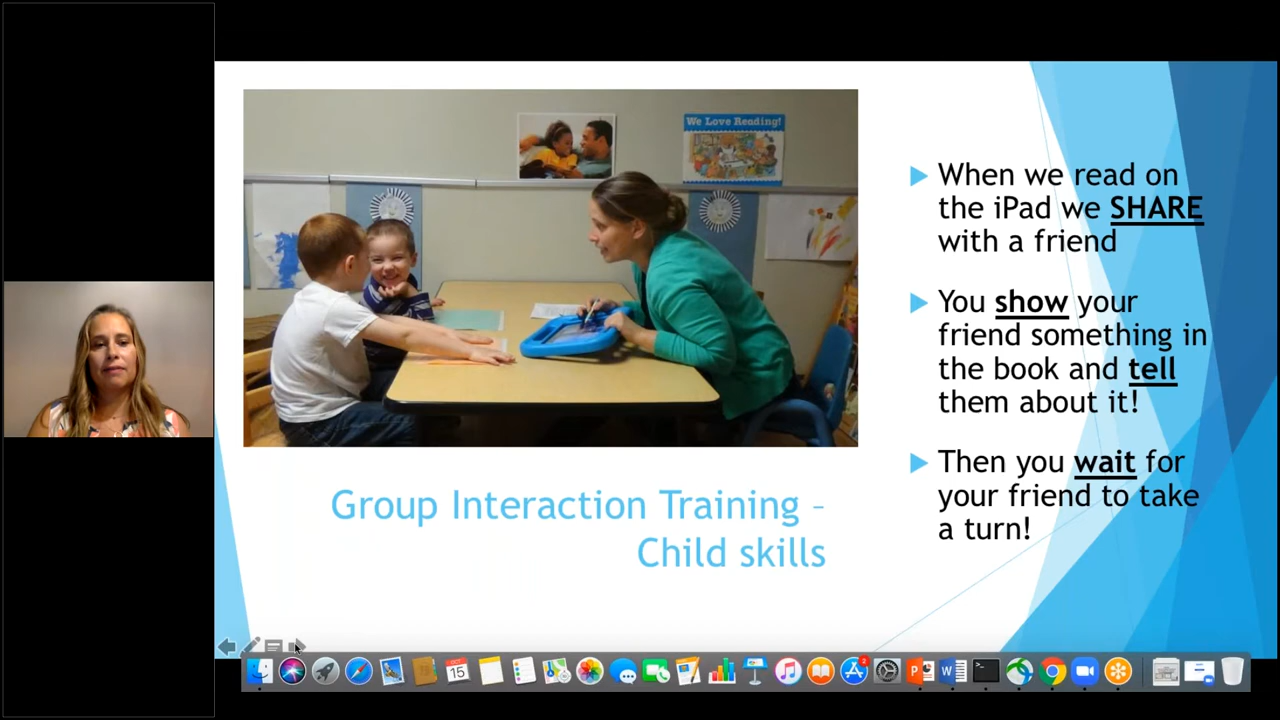 We Love Reading!
When we read on
the iPad we SHARE
with a friend
You show your
friend something in
the book and tell
them about it!
Then you wait for
your friend to take
a turn!
Group Interaction Training –
Child skills
OCT
15
2